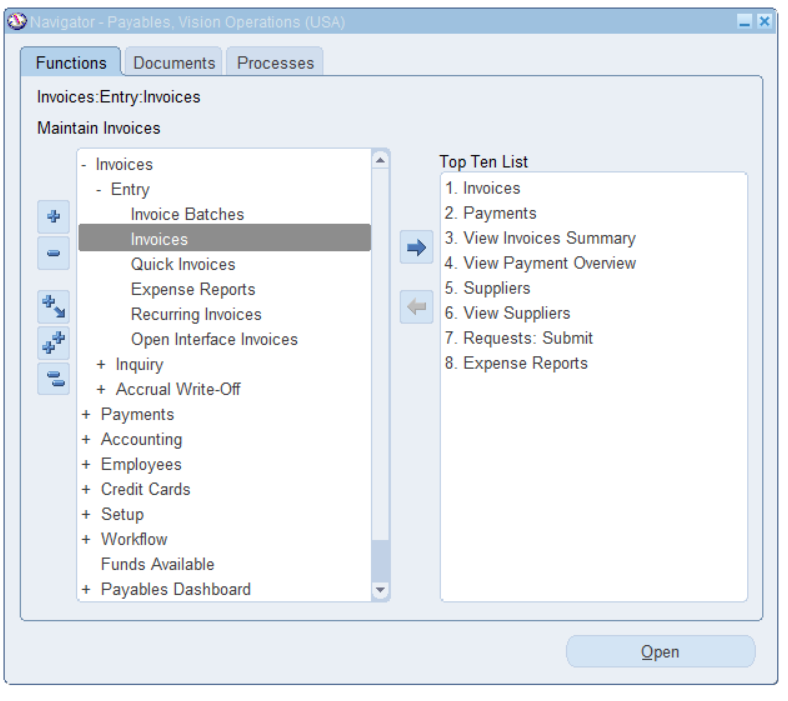 Navigator - Payables, Vision Operations (USA)
Functions Documents Processes
Invoices:Entry:Invoices
Maintain Invoices
- Invoices
- Entry
Invoice Batches
Invoices
Quick Invoices
Expense Reports
Recurring Invoices
Open Interface Invoices
+ Inquiry
+ Accrual Write-Off
+ Payments
+ Accounting
+ Employees
+ Credit Cards
+ Setup
+ Workflow
Funds Available
+ Payables Dashboard
Top Ten List
1. Invoices
2. Payments
3. View Invoices Summary
4. View Payment Overview
5. Suppliers
6. View Suppliers
7. Requests: Submit
8. Expense Reports
Open